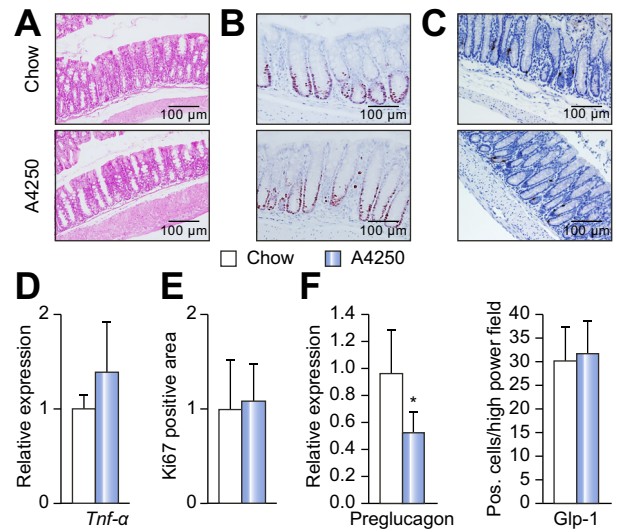 A
B
C
Chow
100 µm
100 µm
100 µm
A4250
100 µm
100 µm
100 µm
Chow
A4250
D
E
F
Relative expression
2
1
0
Tnf-α
Ki67 positive area
2
1
0
Relative expression
1.4
1.2
1.0
0.8
0.6
0.4
0.2
0.0
*
Preglucagon
Pos. cells/high power field
40
35
30
25
20
15
10
5
0
Glp-1